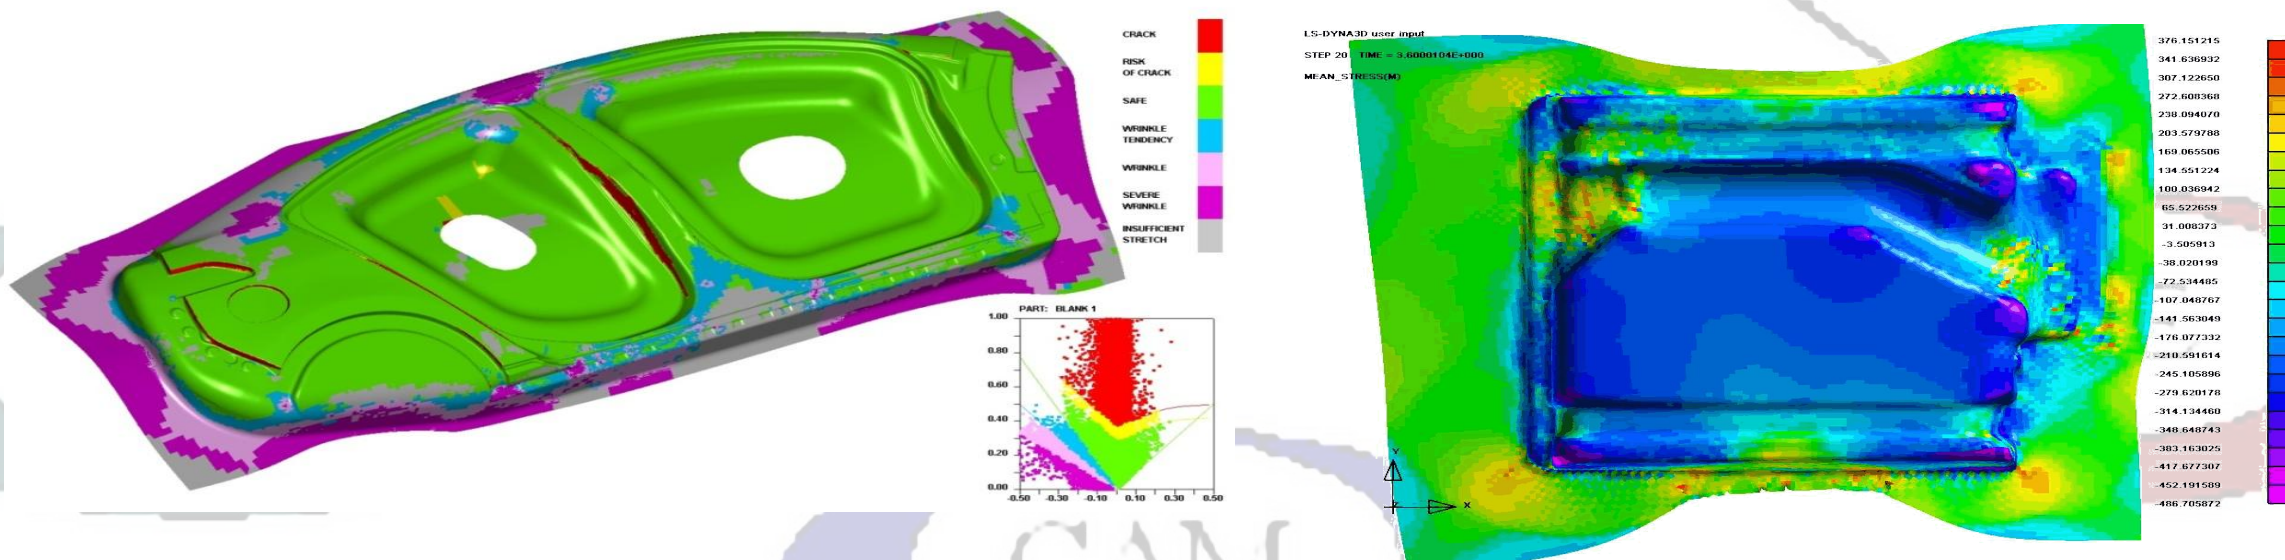 CRACK
RISK
OF CRACK
SAFE
WRINKLE
TENDENCY
WRINKLE
SEVERE
WRINKLE
INSUFFICIENT
STRETCH
PART: BLANK 1
1.00
0.80
0.60
0.40
0.20
0.00
-0.50 -0.30 -0.10 0.10 0.30 0.50
LS-DYNA3D user input
STEP 20 TIME = 3.6000104E+000
MEAN_STRESS(M)
376.151215
341.636932
307.122650
272.608368
238.094070
203.579788
169.065506
134.551224
100.036942
65.522659
31.008373
-3.505913
-38.020199
-72.534485
-107.048767
-141.563049
-176.077332
-210.591614
-245.105896
-279.620178
-314.134460
-348.648743
-383.163025
-417.677307
-452.191589
-486.705872
Y
X
CAM